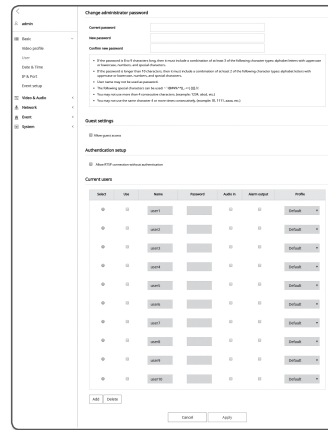 admin
Basic
Video profile
User
Date & Time
IP & Port
Event setup
Video & Audio
Network
Event
System
Change administrator password
Current password
New password
Confirm new password
• If the password is 8 to 9 characters long, then it must include a combination of at least 3 of the following character types: alphabet letters with uppercase or lowercase, numbers, and special characters.
• If the password is longer than 10 characters, then it must include a combination of at least 2 of the following character types: alphabet letters with uppercase or lowercase, numbers, and special characters.
• User name may not be used as password.
• The following special characters can be used.
• You may not use more than 4 consecutive characters. (example: 1234, abcd, etc.)
• You may not use the same character 4 or more times consecutively. (example: !!!!, 1111, aaaa, etc.)
Guest settings
Allow guest access
Authentication setup
Allow RTSP connection without authentication
Current users
Select Use Name Password Audio in Alarm output Profile
user1 Default
user2 Default
user3 Default
user4 Default
user5 Default
user6 Default
user7 Default
user8 Default
user9 Default
user10 Default
Add Delete
Cancel Apply